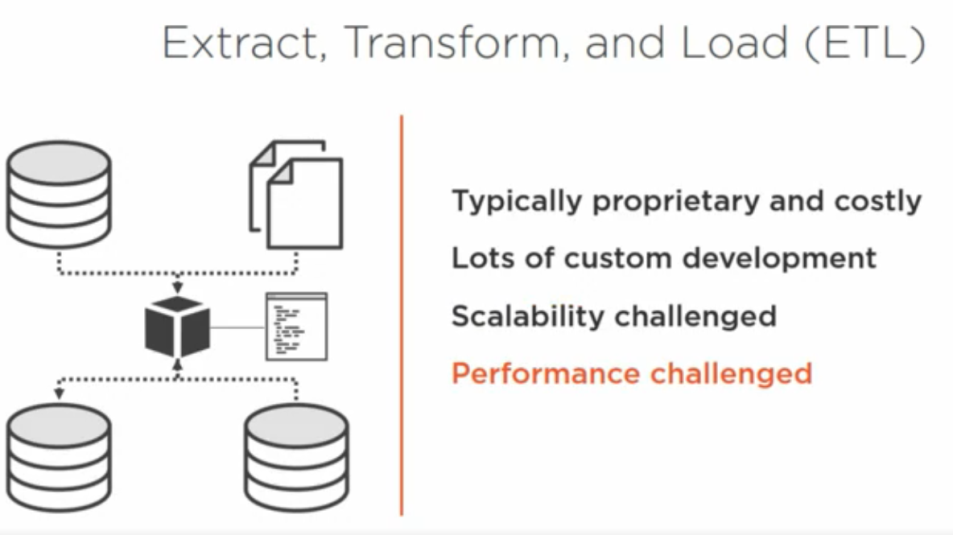 Extract, Transform, and Load (ETL)
Typically proprietary and costly
Lots of custom development
Scalability challenged
Performance challenged